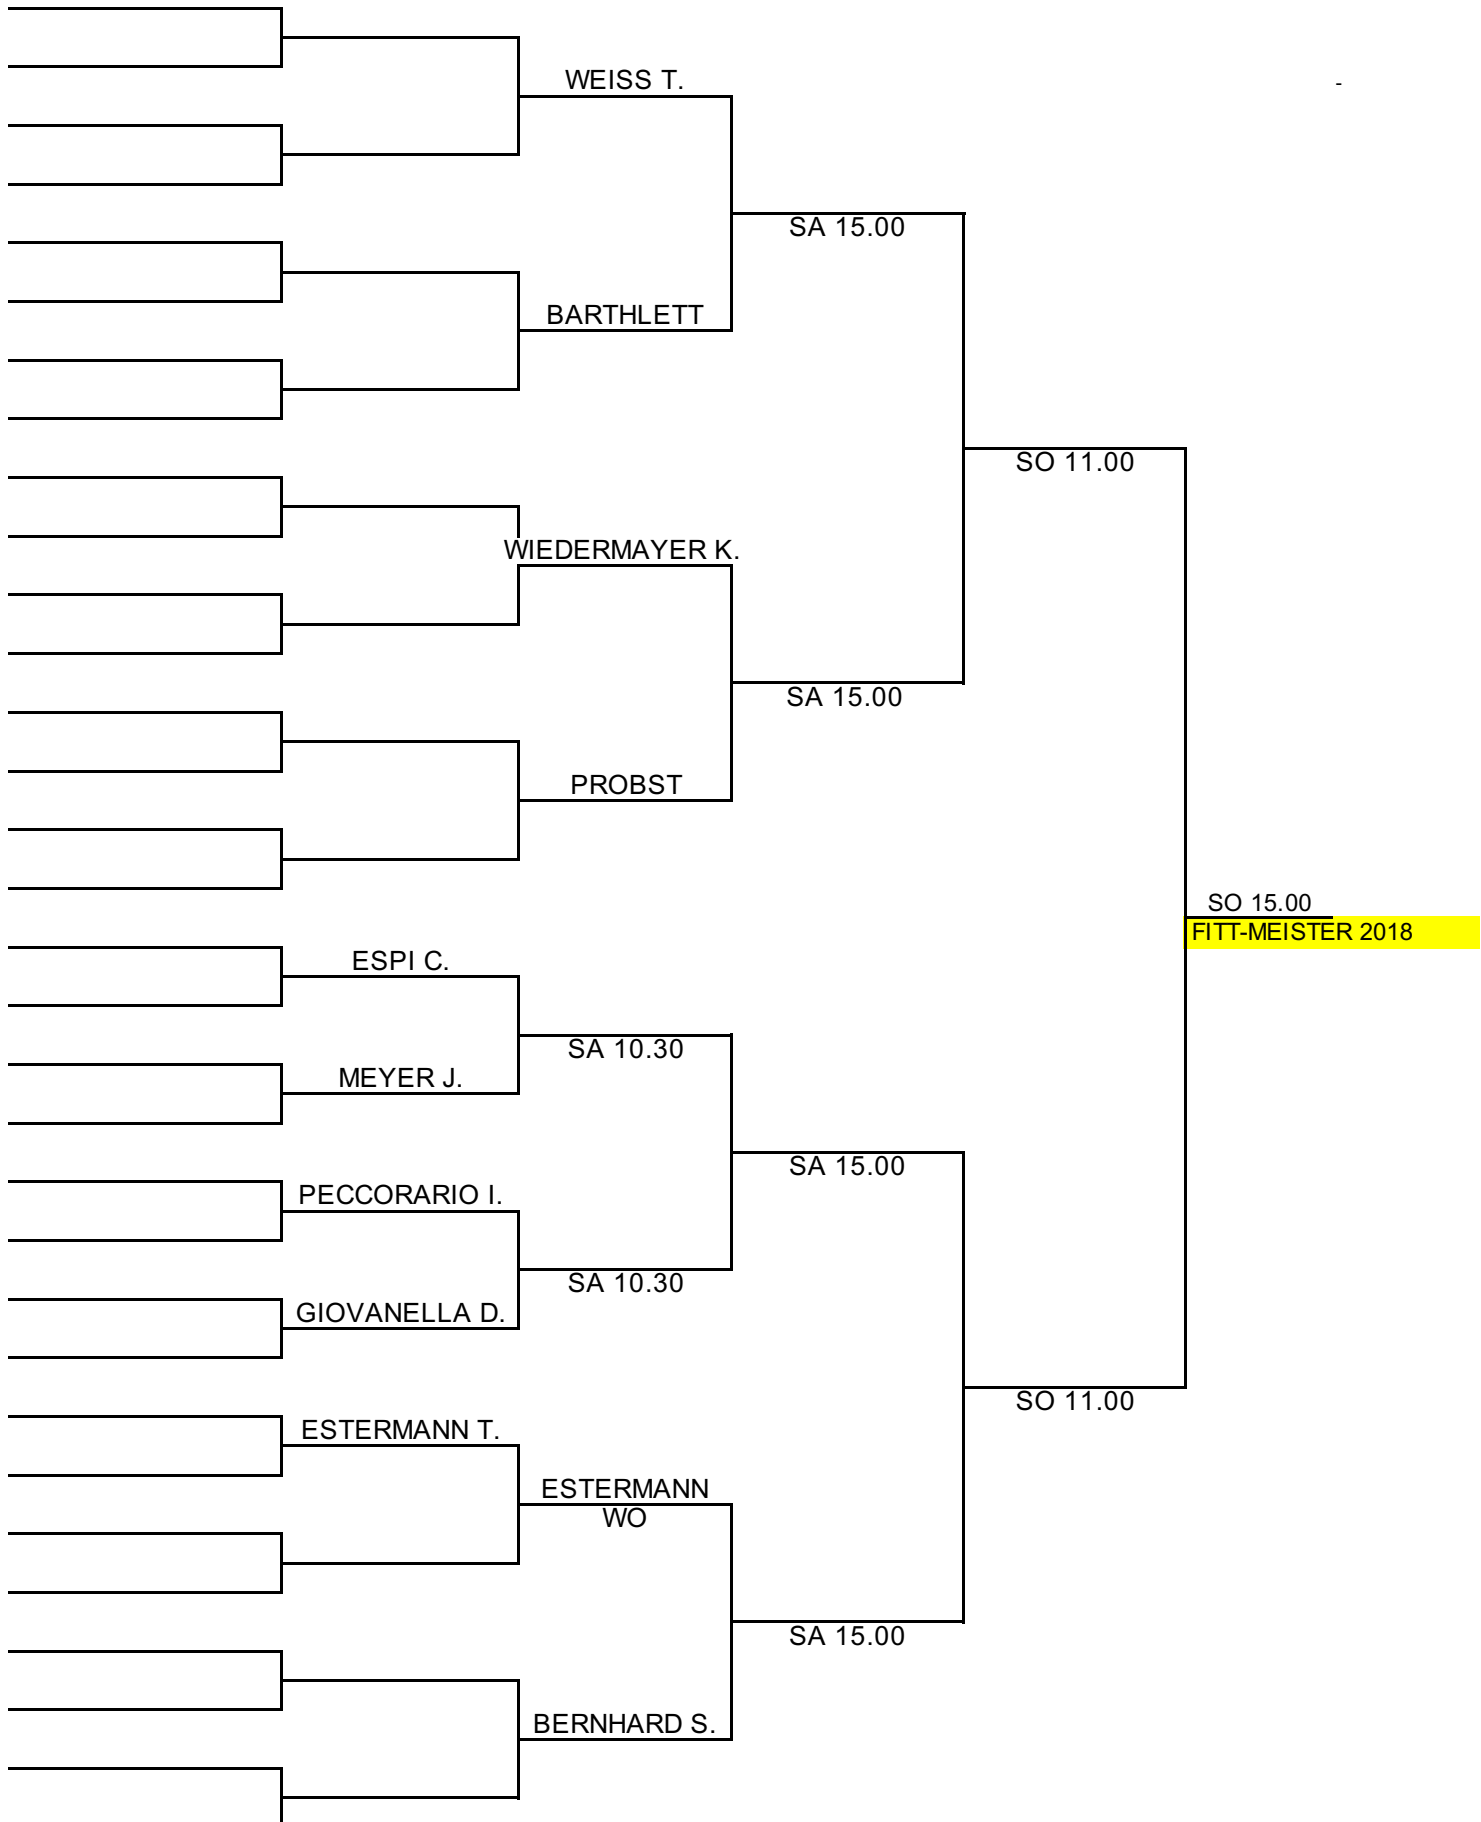 WEISS T.
-
SA 15.00
BARTHLETT
SO 11.00
WIEDERMAYER K.
SA 15.00
PROBST
SO 15.00
FITT-MEISTER 2018
ESPI C.
SA 10.30
MEYER J.
SA 15.00
PECCORARIO I.
SA 10.30
GIOVANELLA D.
SO 11.00
ESTERMANN T.
ESTERMANN
WO
SA 15.00
BERNHARD S.